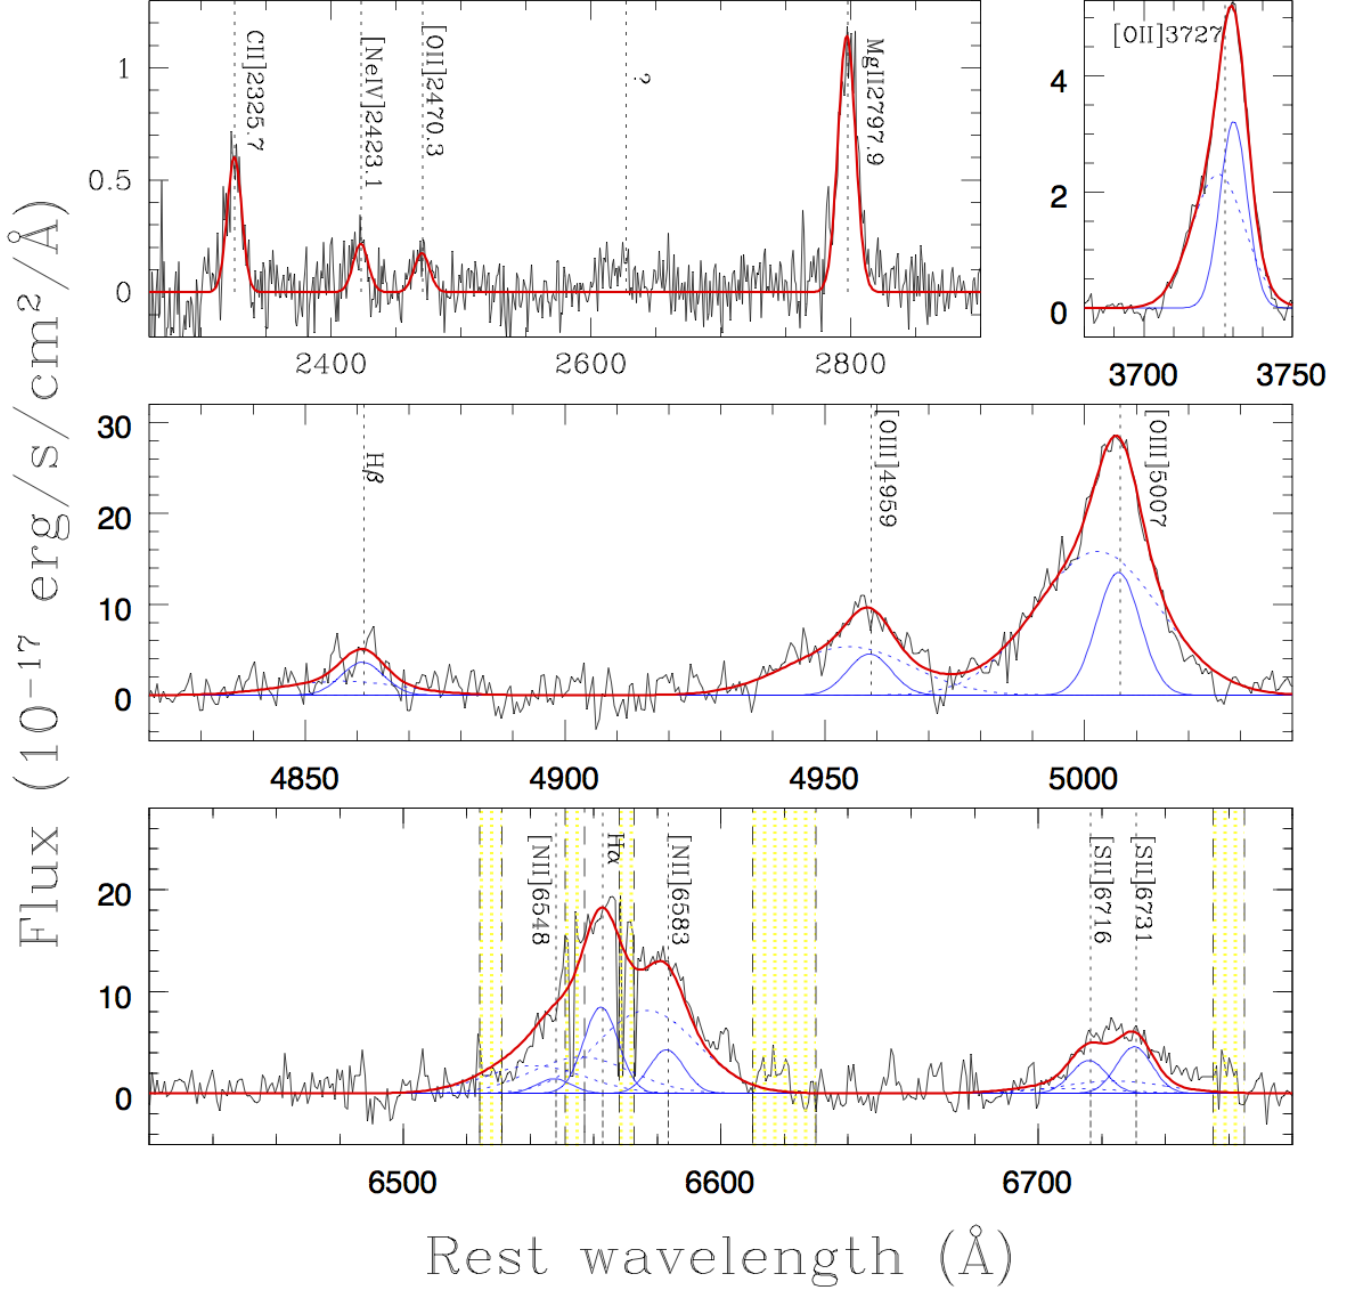 Flux (10−17 erg/s/cm2/Å)
1
0.5
0
CII]2325.7
[NeIV]2423.1
[OII]2470.3
?
MgII2797.9
2400
2600
2800
[OII]3727
4
2
0
3700
3750
30
20
10
0
Hβ
[OIII]4959
[OIII]5007
4850
4900
4950
5000
20
10
0
[NII]6548
Hα
[NII]6583
[SII]6716
[SII]6731
6500
6600
6700
Rest wavelength (Å)